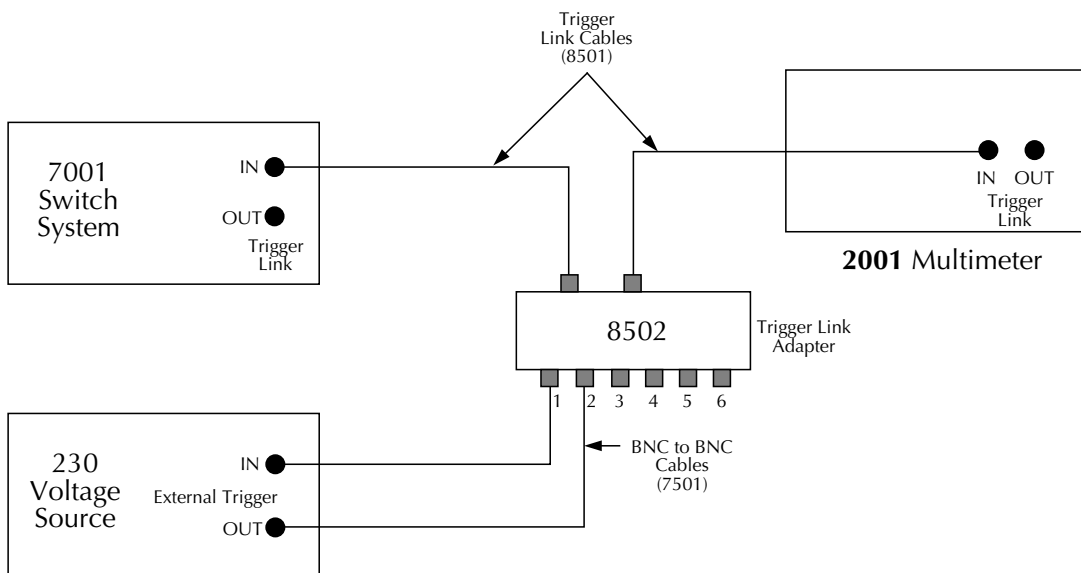 Trigger
Link Cables
(8501)
7001
Switch
System
IN
OUT
Trigger
Link
IN OUT
Trigger
Link
2001 Multimeter
8502
Trigger Link
Adapter
1 2 3 4 5 6
230
Voltage
Source
IN
External Trigger
OUT
BNC to BNC
Cables
(7501)